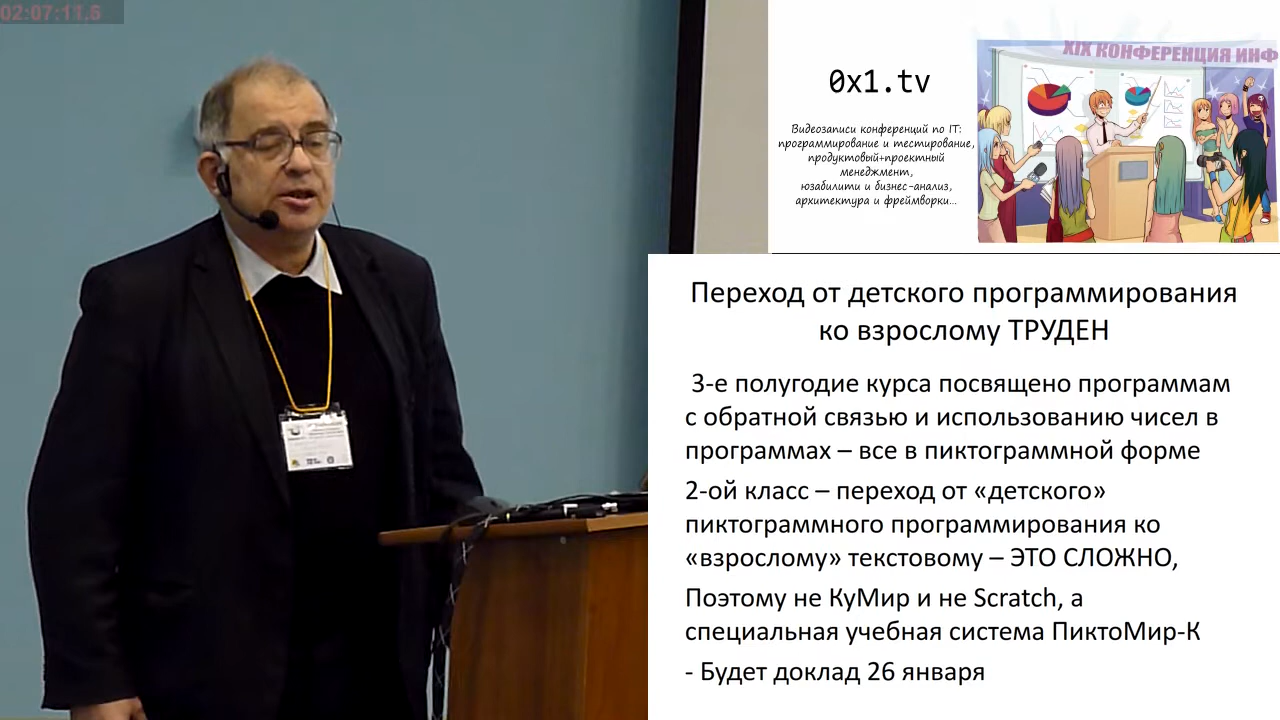 02:07:11.6
0x1.tv
Видеозаписи конференций по IT:
программирование и тестирование,
продуктовый+проектный
менеджмент,
юзабилити и бизнес-анализ,
архитектура и фреймворки...
XIX КОНФЕРЕНЦИЯ ИНФ
Переход от детского программирования
ко взрослому ТРУДЕН
3-е полугодие курса посвящено программам
с обратной связью и использованию чисел в
программах – все в пиктограммной форме
2-ой класс – переход от «детского»
пиктограммного программирования ко
«взрослому» текстовому – ЭТО СЛОЖНО,
Поэтому не КуМир и не Scratch, а
специальная учебная система ПиктоМир-К
- Будет доклад 26 января